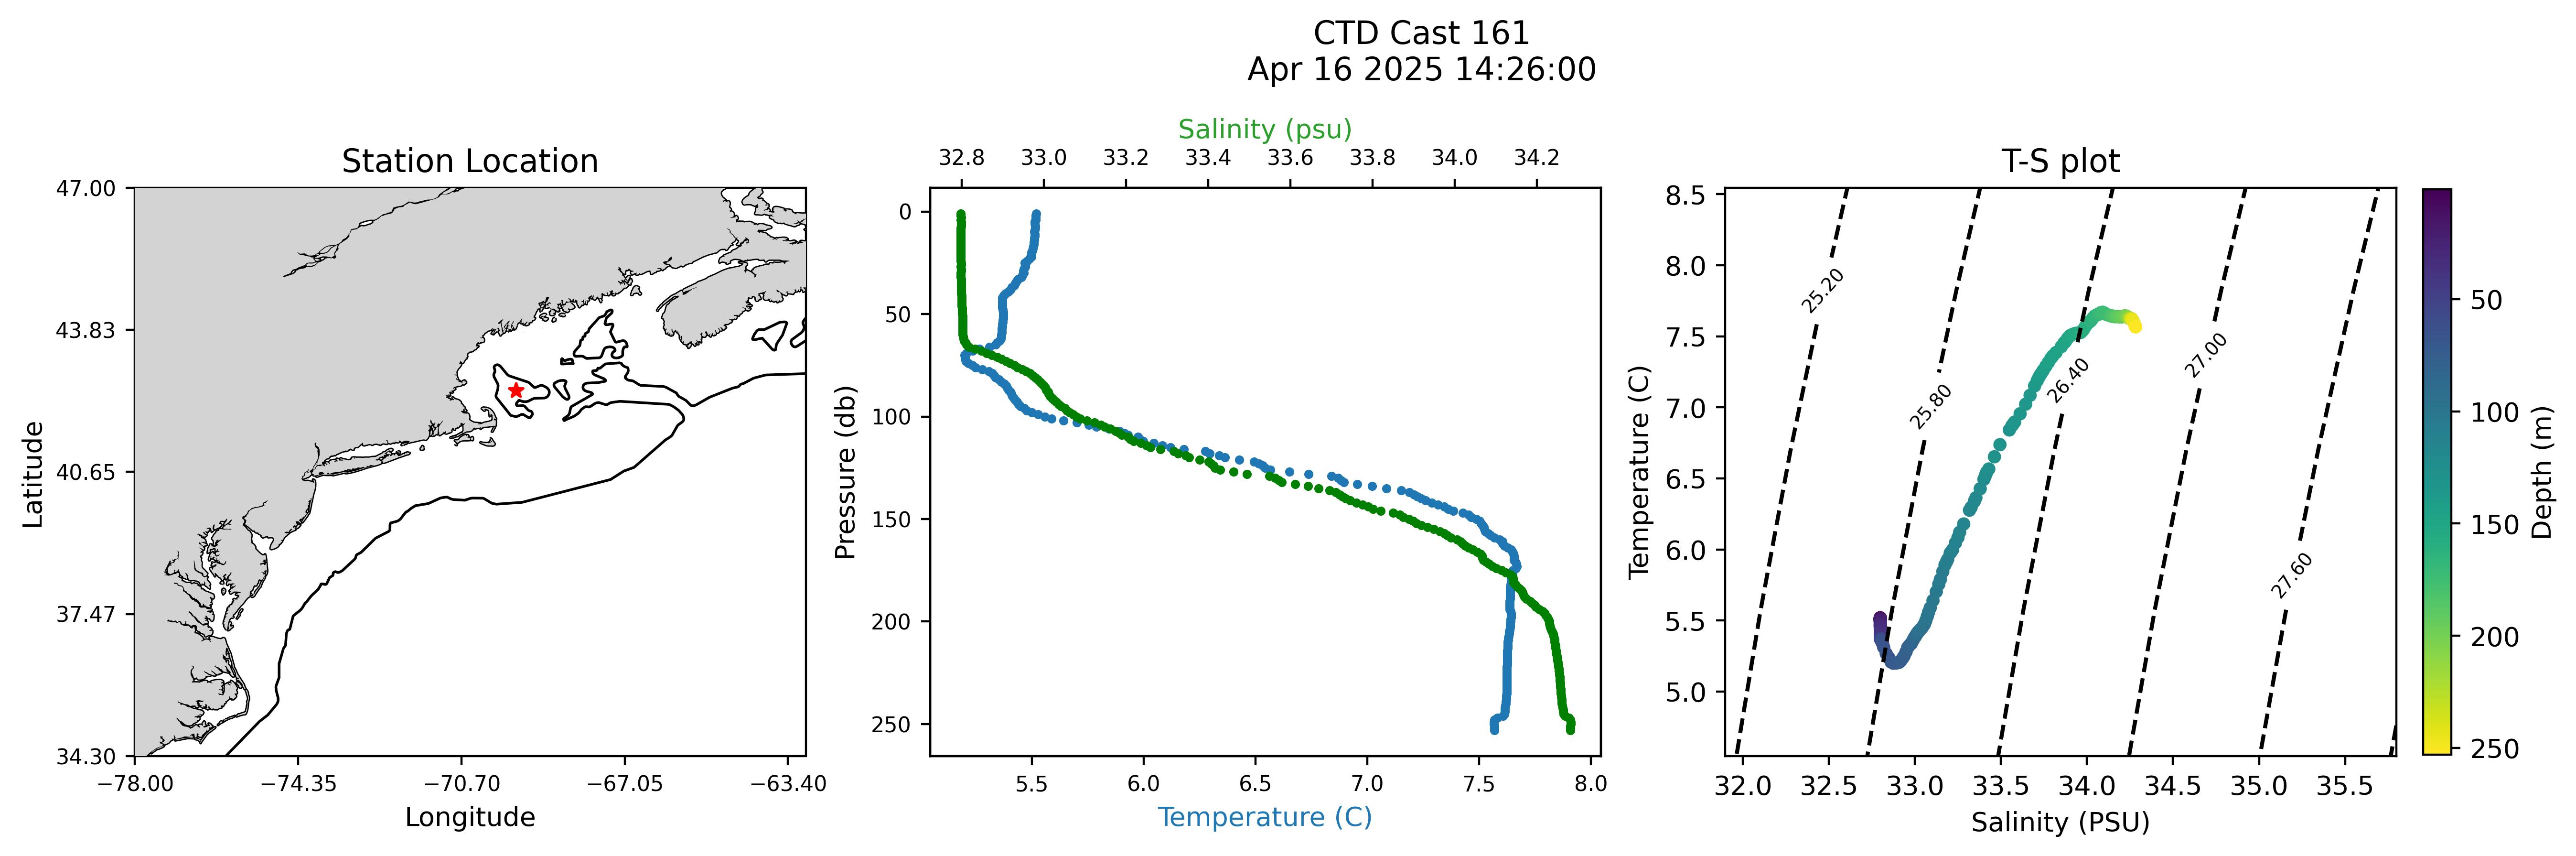 CTD Cast 161
Apr 16 2025 14:26:00
Station Location
47.00
43.83
40.65
37.47
34.30
Latitude
−78.00 −74.35 −70.70 −67.05 −63.40
Longitude
Salinity (psu)
32.8 33.0 33.2 33.4 33.6 33.8 34.0 34.2
0
50
100
150
200
250
Pressure (db)
5.5 6.0 6.5 7.0 7.5 8.0
Temperature (C)
T-S plot
8.5
8.0
7.5
7.0
6.5
6.0
5.5
5.0
Temperature (C)
25.20
25.80
26.40
27.00
27.60
32.0 32.5 33.0 33.5 34.0 34.5 35.0 35.5
Salinity (PSU)
50
100
150
200
250
Depth (m)